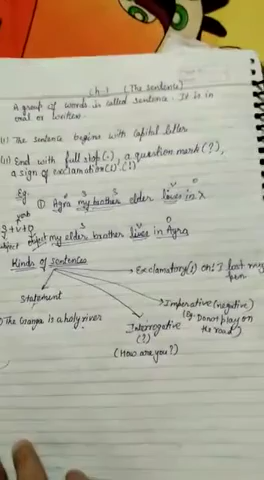 Ch-1 (The Sentence)
A group of words is called sentence. It is in
oral or written.
(i) The sentence begins with capital letter
(ii) End with full stop(.), a question mark(?),
a sign of exclamation(!).
Eg:
O S S V O
① Agra my brother elder lives in X
verb
S+V+O S V O
subject object my elder brother lives in Agra
Kinds of sentences
Exclamatory(!) Oh! I lost my
pen
Statement
Imperative (negative)
(Eg. Do not play on
the road)
The Ganga is a holy river
Interrogative
(?)
(How are you?)